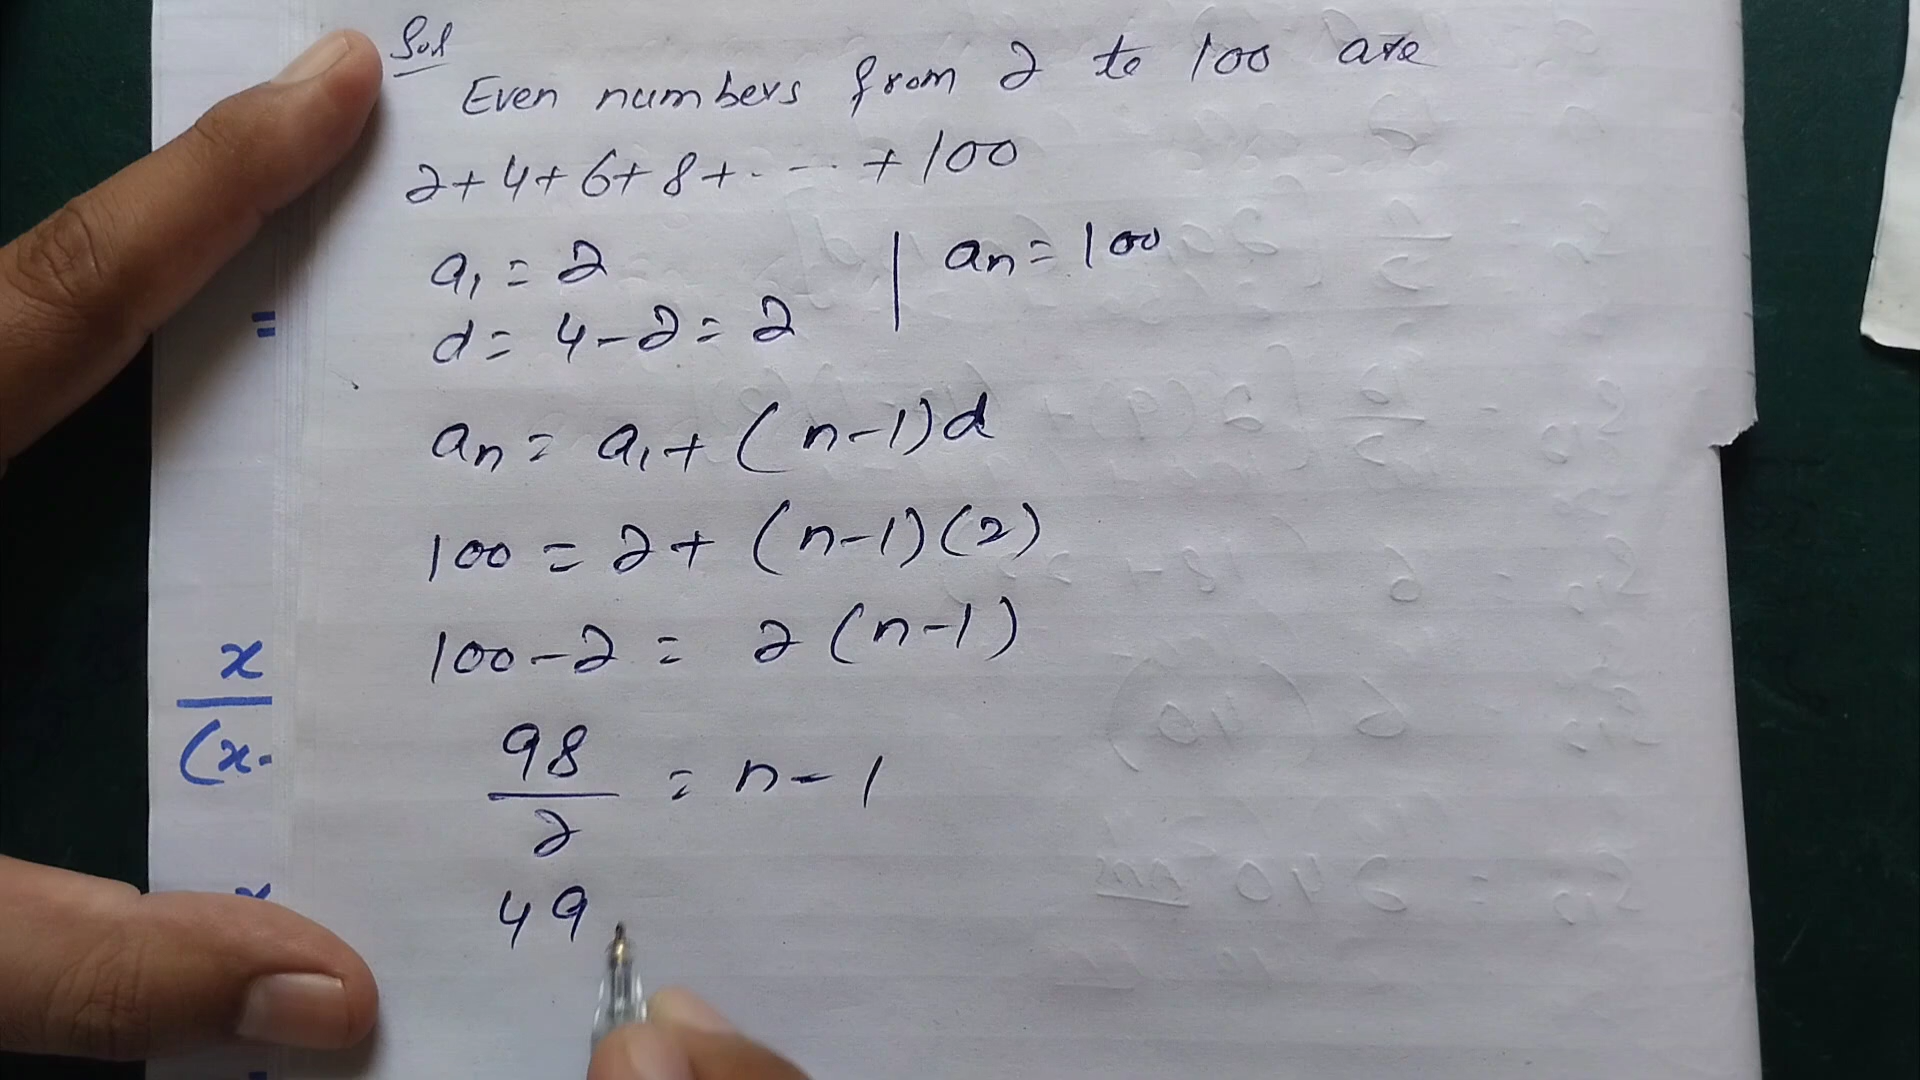 Sol
Even numbers from 2 to 100 are
2+4+6+8+. - - .. +100
a₁ = 2 | an = 100
d = 4-2 = 2
an = a₁ + (n-1)d
100 = 2 + (n-1)(2)
100-2 = 2(n-1)
98/2 = n-1
49
=
x
(x-